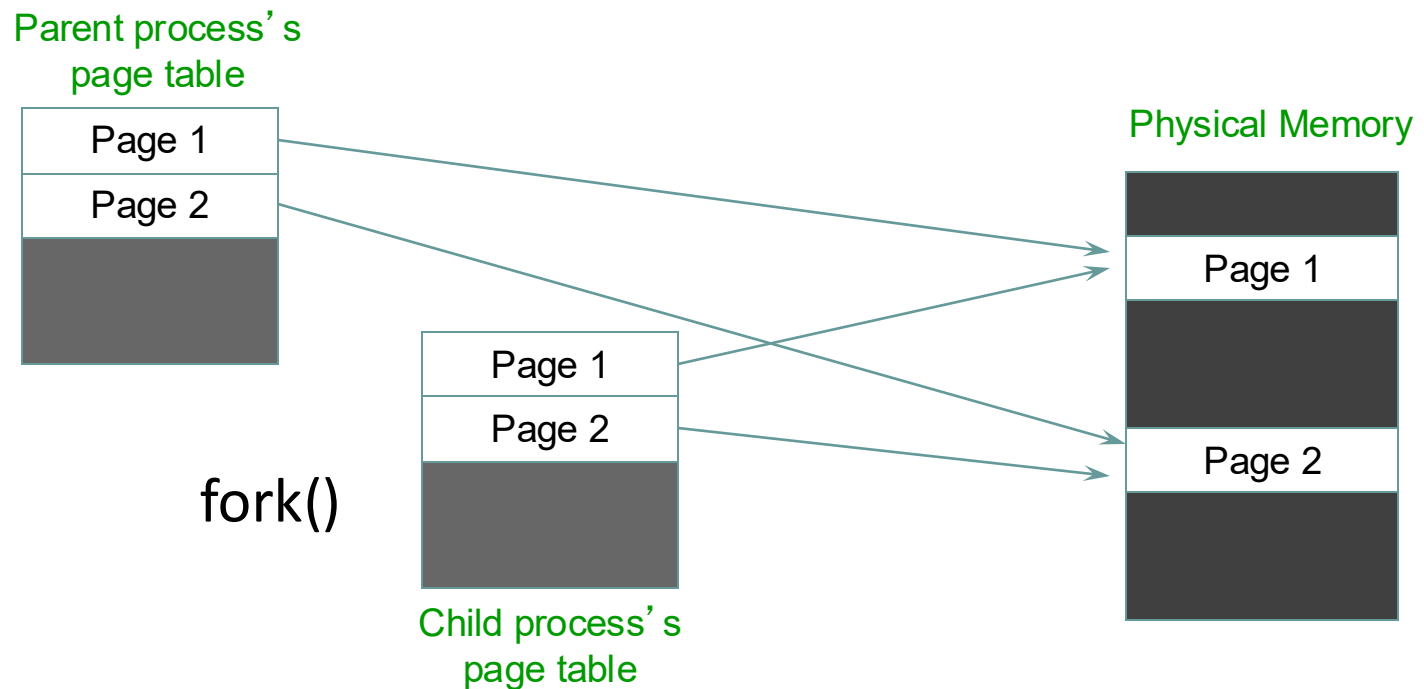 Parent process’s
page table
Page 1
Page 2
Physical Memory
Page 1
Page 2
Page 1
Page 2
fork()
Child process’s
page table